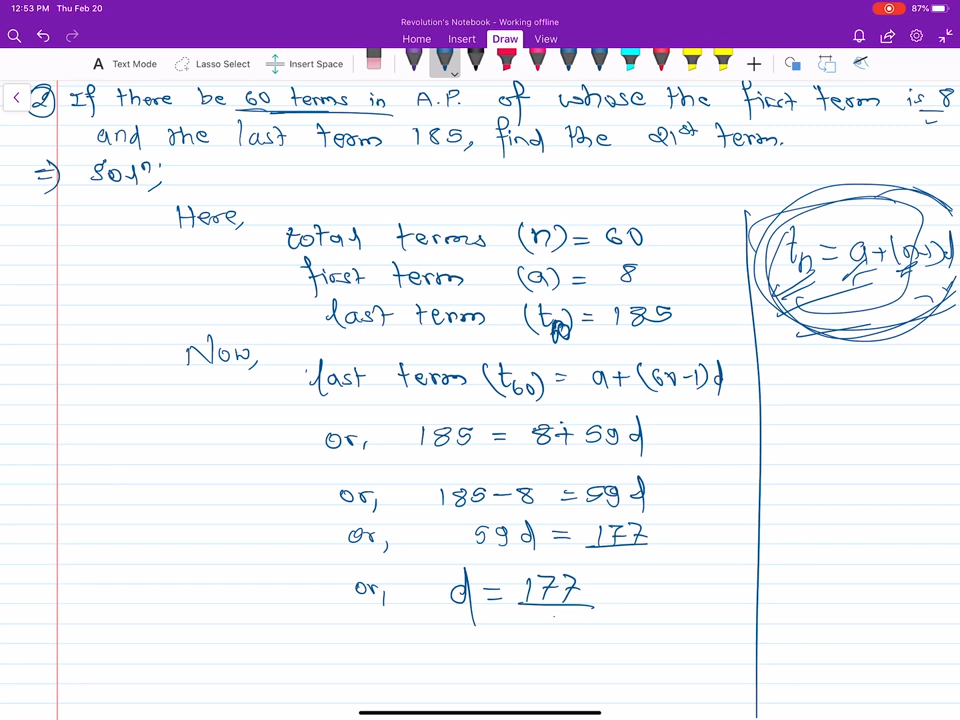 12:53 PM Thu Feb 20
87%
Revolution's Notebook - Working offline
Home Insert Draw View
A Text Mode Lasso Select Insert Space
2) If there be 60 terms in A.P. of whose the first term is 8
and the last term 185, find the 21st term.
=> Soln;
Here,
total terms (n) = 60
first term (a) = 8
last term (t60) = 185
tn = a+(n-1)d
Now,
last term (t60) = a+(60-1)d
or, 185 = 8+59d
or, 185-8 = 59d
or, 59d = 177
or, d = 177